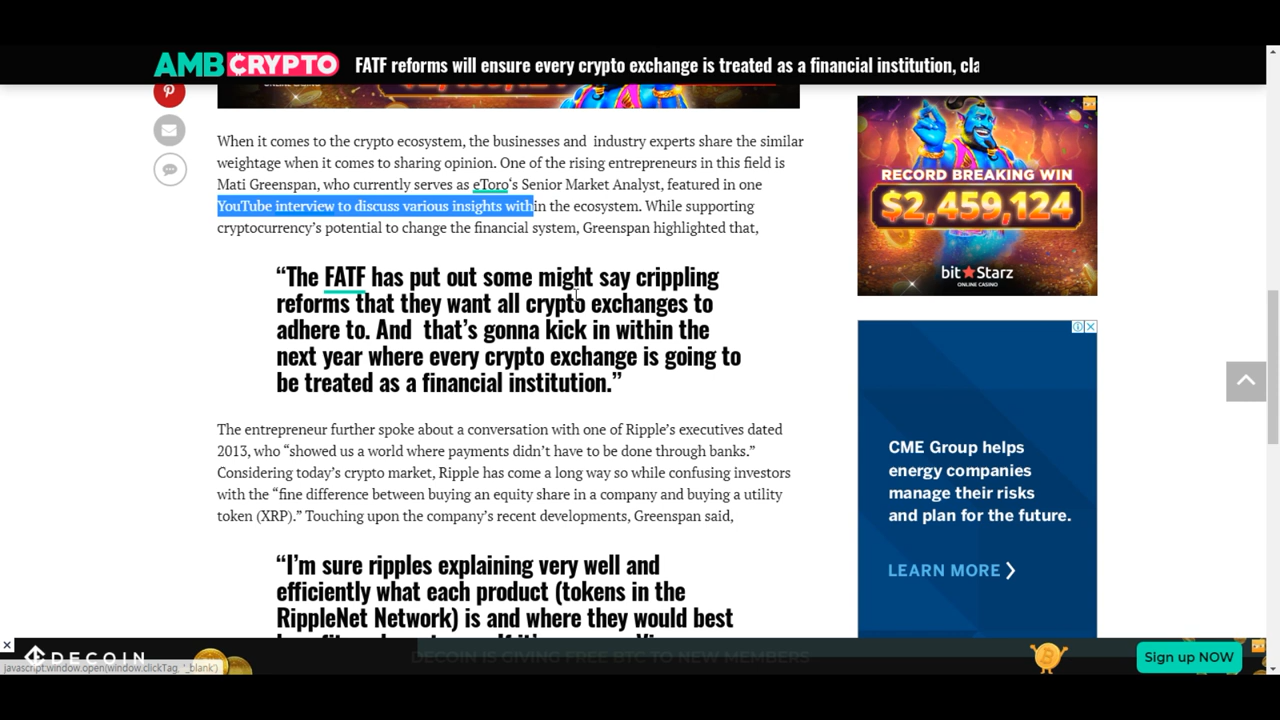 AMBCRYPTO
FATF reforms will ensure every crypto exchange is treated as a financial institution, cla
When it comes to the crypto ecosystem, the businesses and industry experts share the similar
weightage when it comes to sharing opinion. One of the rising entrepreneurs in this field is
Mati Greenspan, who currently serves as eToro‘s Senior Market Analyst, featured in one
YouTube interview to discuss various insights within the ecosystem. While supporting
cryptocurrency’s potential to change the financial system, Greenspan highlighted that,
“The FATF has put out some might say crippling
reforms that they want all crypto exchanges to
adhere to. And that’s gonna kick in within the
next year where every crypto exchange is going to
be treated as a financial institution.”
The entrepreneur further spoke about a conversation with one of Ripple’s executives dated
2013, who “showed us a world where payments didn’t have to be done through banks.”
Considering today’s crypto market, Ripple has come a long way so while confusing investors
with the “fine difference between buying an equity share in a company and buying a utility
token (XRP).” Touching upon the company’s recent developments, Greenspan said,
“I’m sure ripples explaining very well and
efficiently what each product (tokens in the
RippleNet Network) is and where they would best
RECORD BREAKING WIN
$2,459,124
bitStarz
ONLINE CASINO
CME Group helps
energy companies
manage their risks
and plan for the future.
LEARN MORE
DECOIN
DECOIN IS GIVING FREE BTC TO NEW MEMBERS
Sign up NOW
javascript:window.open(window.clickTag, '_blank')